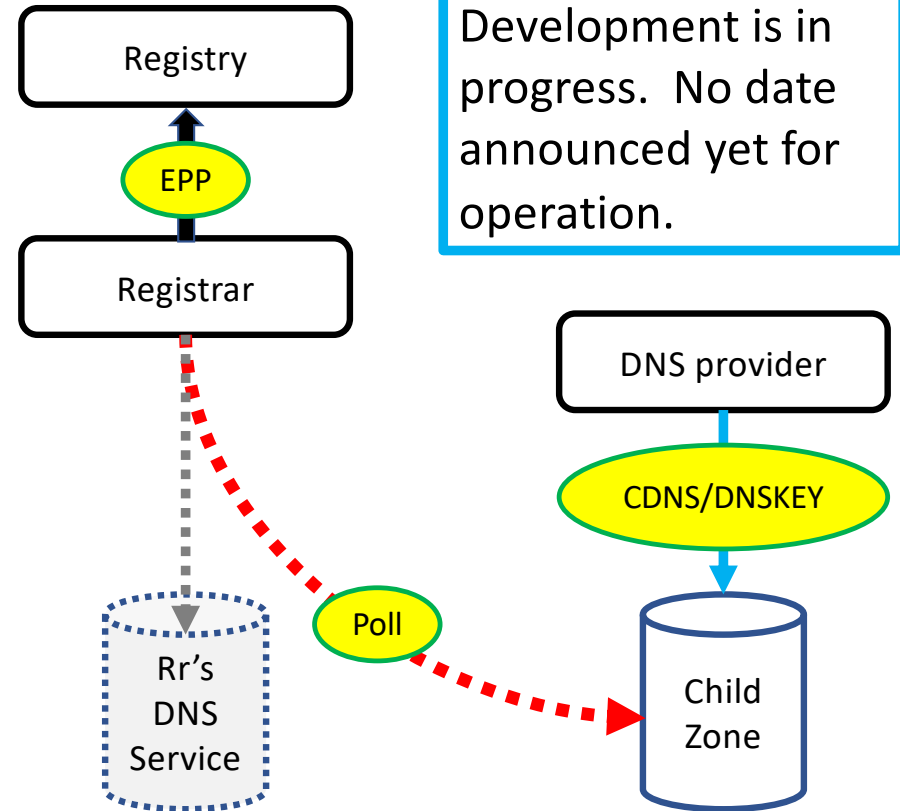 Registry
EPP
Registrar
Development is in
progress.  No date
announced yet for
operation.
DNS provider
CDNS/DNSKEY
Poll
Rr's
DNS
Service
Child
Zone